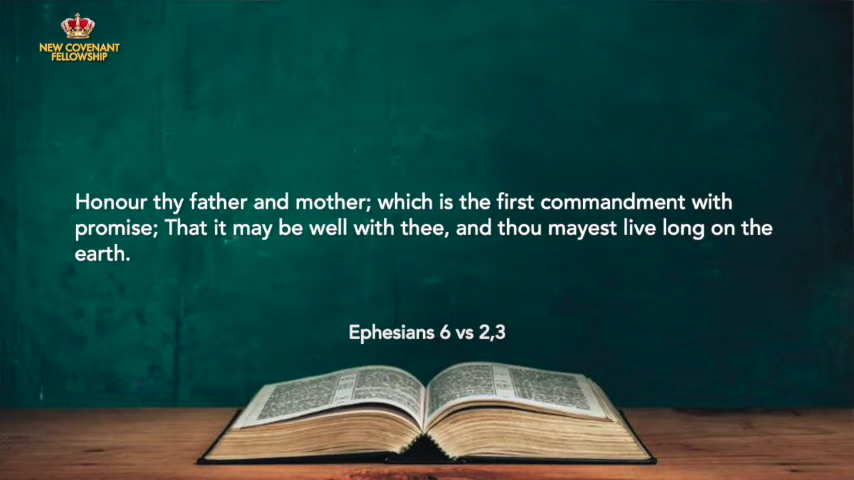 NEW COVENANT
FELLOWSHIP
Honour thy father and mother; which is the first commandment with
promise; That it may be well with thee, and thou mayest live long on the
earth.
Ephesians 6 vs 2,3